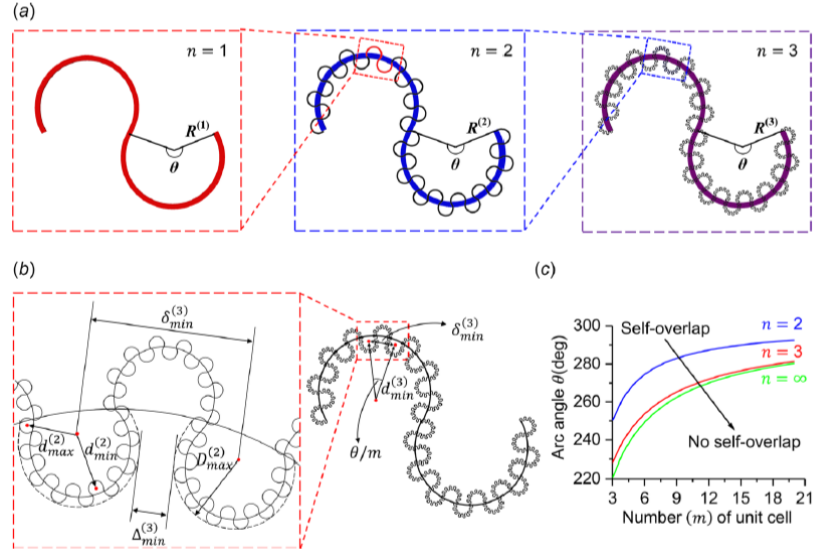 (a)
n = 1
n = 2
n = 3
R⁽¹⁾
θ
R⁽²⁾
θ
R⁽³⁾
θ
(b)
δ⁽³⁾min
d⁽²⁾max
d⁽²⁾min
D⁽²⁾max
Δ⁽³⁾min
δ⁽³⁾min
d⁽³⁾min
θ/m
(c)
Arc angle θ(deg)
300
290
280
260
240
220
Self-overlap
No self-overlap
n = 2
n = 3
n = ∞
3 6 9 12 15 18 21
Number (m) of unit cell